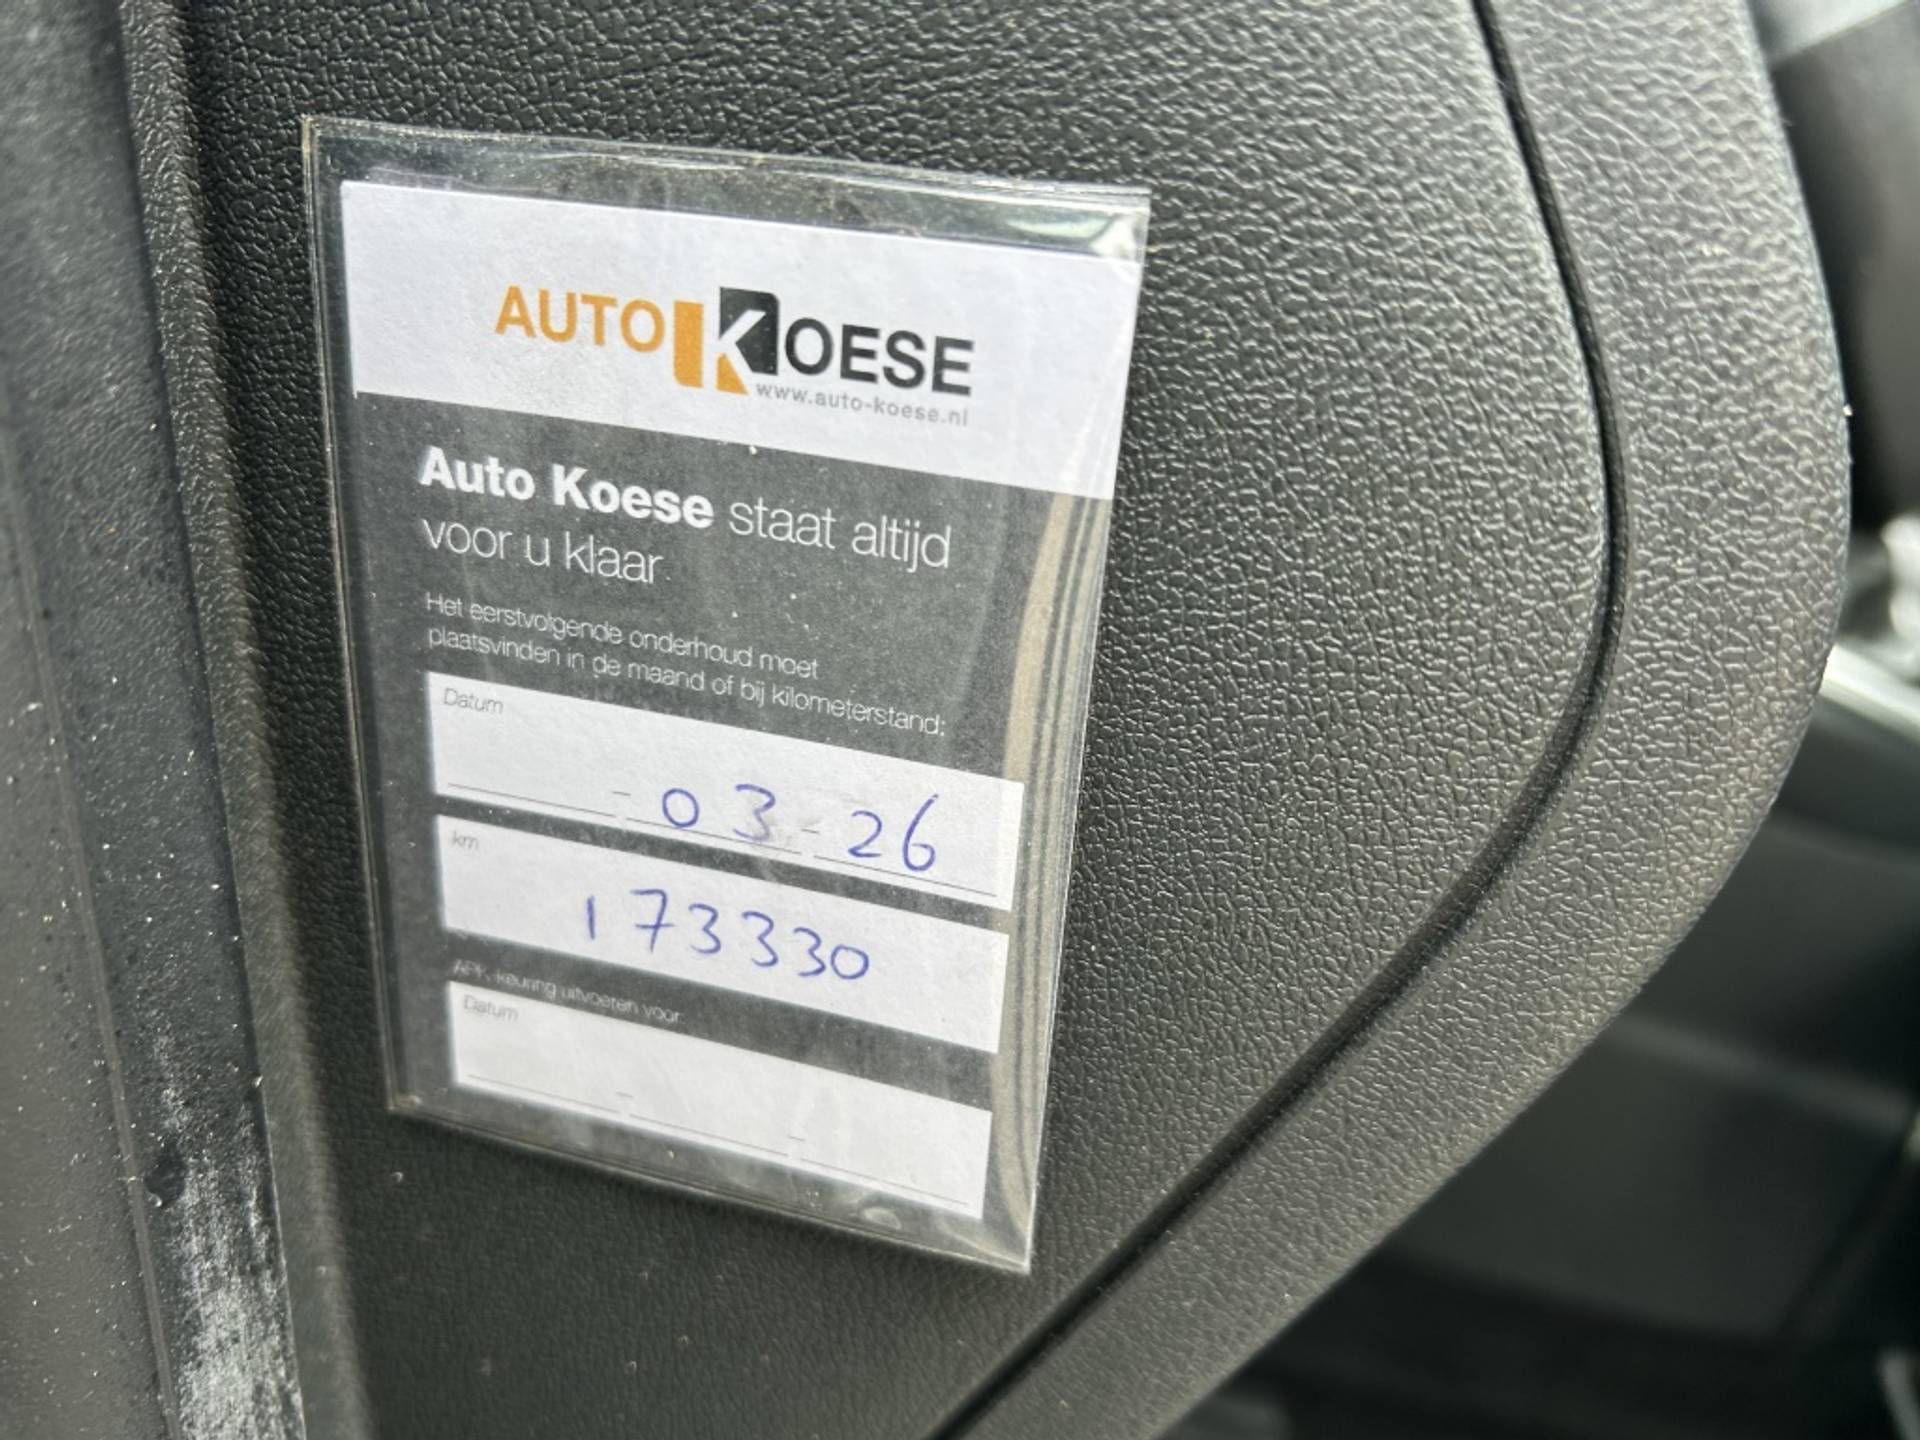 AUTO KOESE
www.auto-koese.nl
Auto Koese staat altijd
voor u klaar
Het eerstvolgende onderhoud moet
plaatsvinden in de maand of bij kilometerstand:
Datum
- 03 - 26
km
173330
APK-keuring uitvoeren voor:
Datum
- -